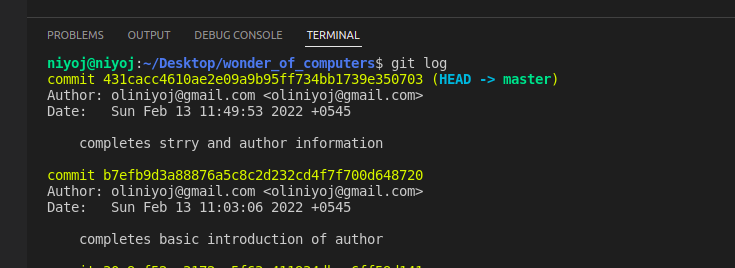 PROBLEMS OUTPUT DEBUG CONSOLE TERMINAL
niyoj@niyoj:~/Desktop/wonder_of_computers$ git log
commit 431cacc4610ae2e09a9b95ff734bb1739e350703 (HEAD -> master)
Author: oliniyoj@gmail.com <oliniyoj@gmail.com>
Date:   Sun Feb 13 11:49:53 2022 +0545
    completes strry and author information
commit b7efb9d3a88876a5c8c2d232cd4f7f700d648720
Author: oliniyoj@gmail.com <oliniyoj@gmail.com>
Date:   Sun Feb 13 11:03:06 2022 +0545
    completes basic introduction of author